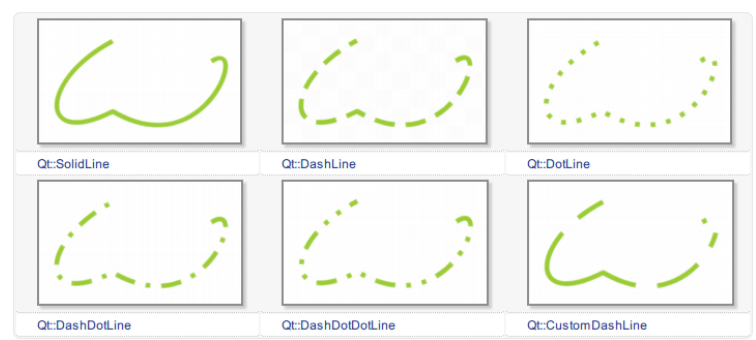 Qt::SolidLine
Qt::DashLine
Qt::DotLine
Qt::DashDotLine
Qt::DashDotDotLine
Qt::CustomDashLine